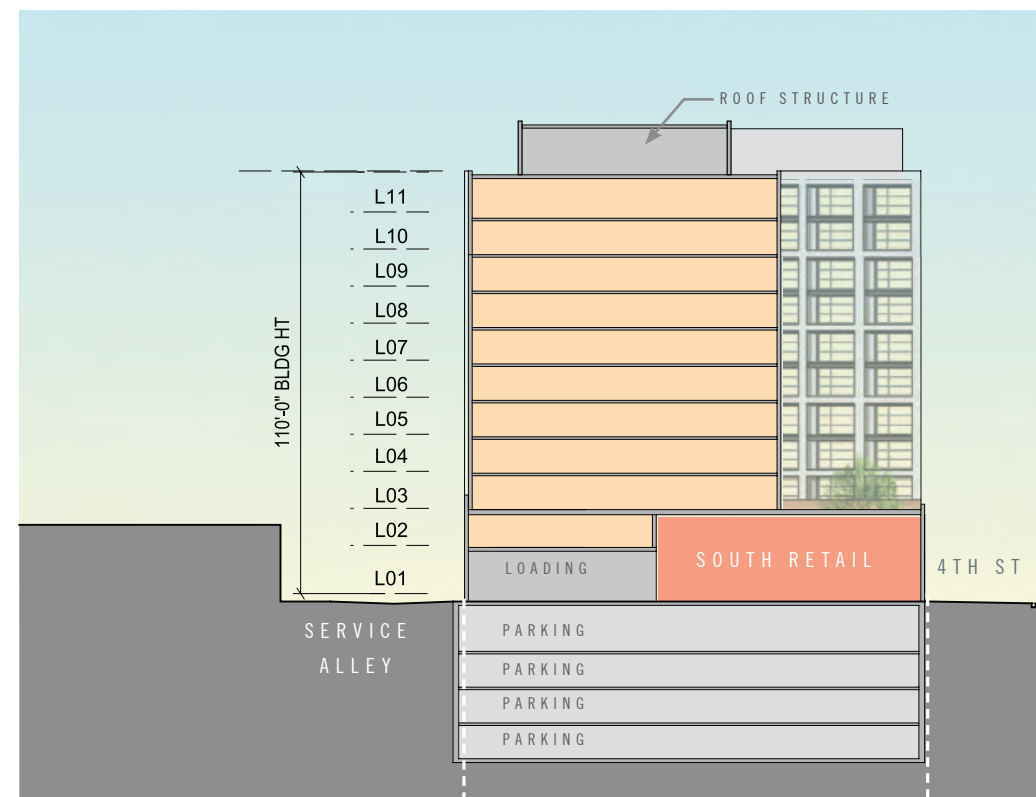 ROOF STRUCTURE
L11
L10
L09
L08
L07
L06
L05
L04
L03
L02
L01
110'-0" BLDG HT
LOADING
SOUTH RETAIL
4TH ST
SERVICE
ALLEY
PARKING
PARKING
PARKING
PARKING